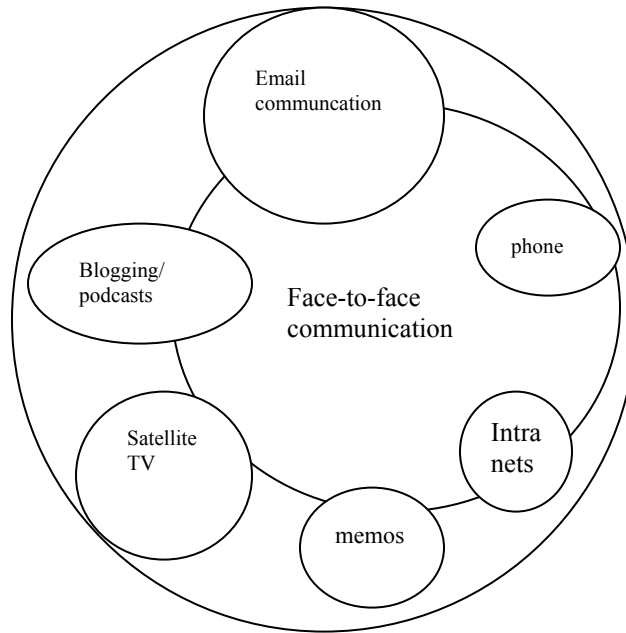 Email
communcation
phone
Blogging/
podcasts
Face-to-face
communication
Satellite
TV
Intra
nets
memos